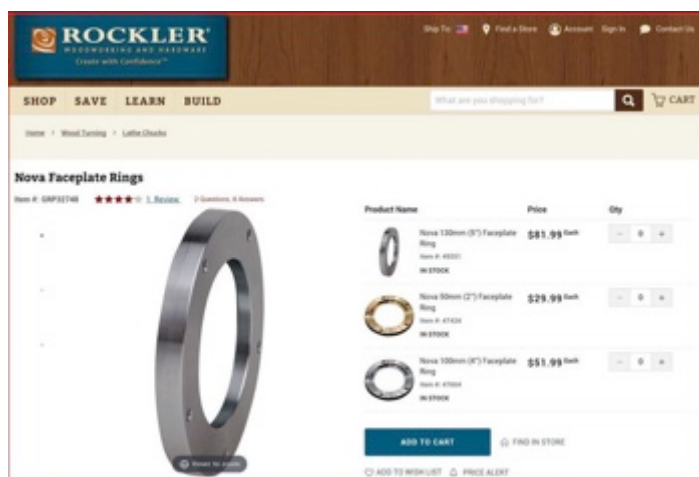 ROCKLER®
WOODWORKING AND HARDWARE
Create with Confidence™
Ship To: Find a Store Account Sign In Contact Us
SHOP SAVE LEARN BUILD
What are you shopping for?
CART
Home › Wood Turning › Lathe Chucks
Nova Faceplate Rings
Item #: GRP32748 1 Review 2 Questions, 6 Answers
Product Name Price Qty
Nova 130mm (5") Faceplate Ring
$81.99 Each
- 0 +
IN STOCK
Nova 50mm (2") Faceplate Ring
$29.99 Each
- 0 +
IN STOCK
Nova 100mm (4") Faceplate Ring
$51.99 Each
- 0 +
IN STOCK
ADD TO CART FIND IN STORE
ADD TO WISH LIST PRICE ALERT